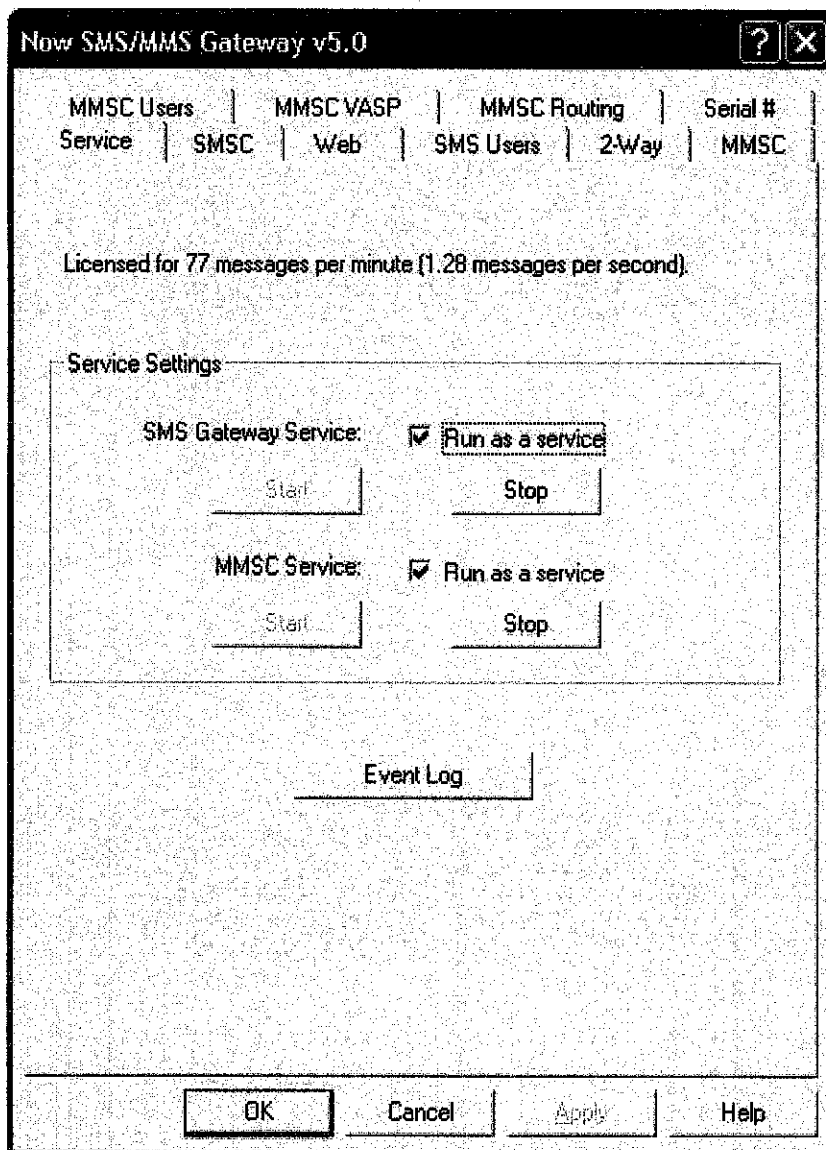 Now SMS/MMS Gateway v5.0
MMSC Users MMSC VASP MMSC Routing Serial #
Service SMSC Web SMS Users 2-Way MMSC
Licensed for 77 messages per minute (1.28 messages per second).
Service Settings
SMS Gateway Service: Run as a service
Start Stop
MMSC Service: Run as a service
Start Stop
Event Log
OK Cancel Apply Help